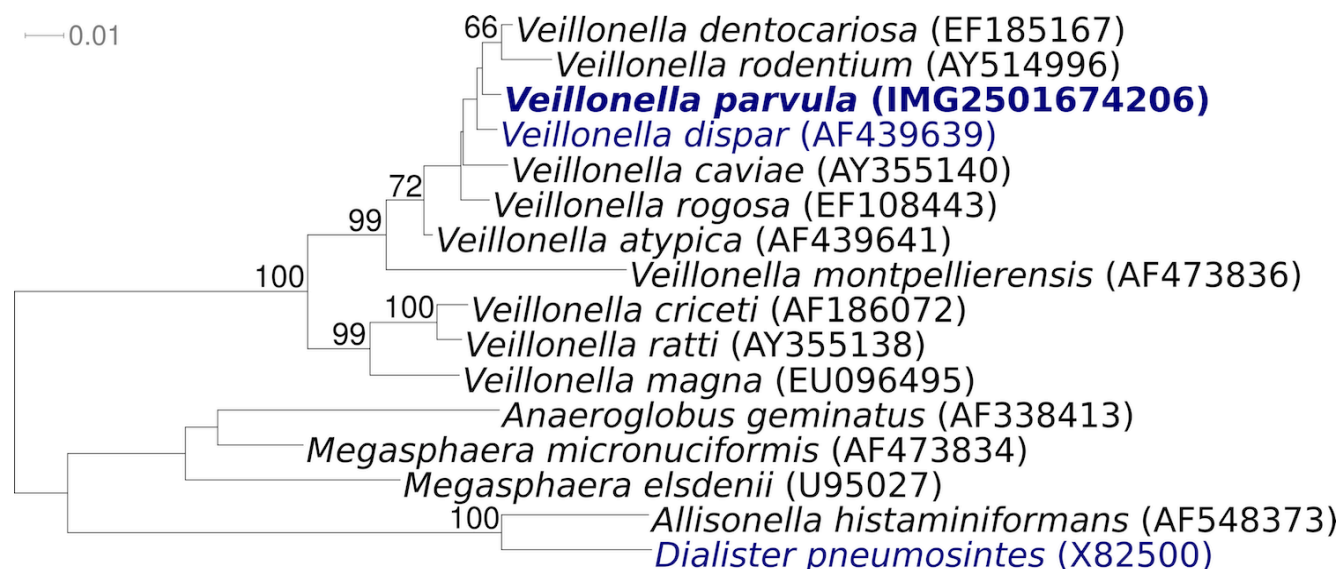 0.01
66 Veillonella dentocariosa (EF185167)
Veillonella rodentium (AY514996)
Veillonella parvula (IMG2501674206)
Veillonella dispar (AF439639)
Veillonella caviae (AY355140)
72
Veillonella rogosa (EF108443)
99
Veillonella atypica (AF439641)
Veillonella montpellierensis (AF473836)
100
Veillonella criceti (AF186072)
100
Veillonella ratti (AY355138)
99
Veillonella magna (EU096495)
Anaeroglobus geminatus (AF338413)
Megasphaera micronuciformis (AF473834)
Megasphaera elsdenii (U95027)
100
Allisonella histaminiformans (AF548373)
Dialister pneumosintes (X82500)